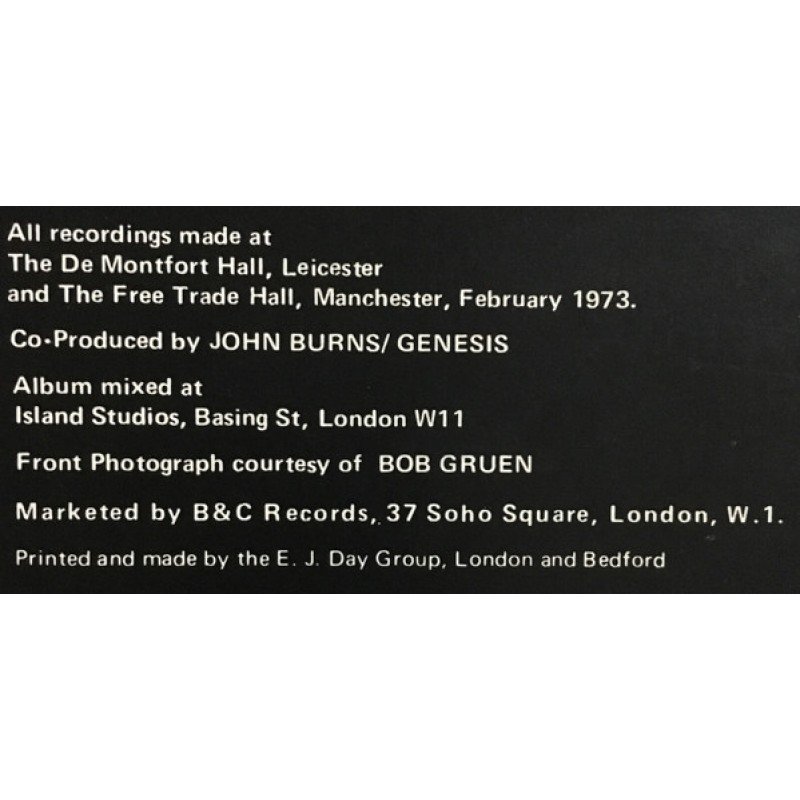 All recordings made at
The De Montfort Hall, Leicester
and The Free Trade Hall, Manchester, February 1973.
Co-Produced by JOHN BURNS/ GENESIS
Album mixed at
Island Studios, Basing St, London W11
Front Photograph courtesy of BOB GRUEN
Marketed by B&C Records, 37 Soho Square, London, W.1.
Printed and made by the E. J. Day Group, London and Bedford